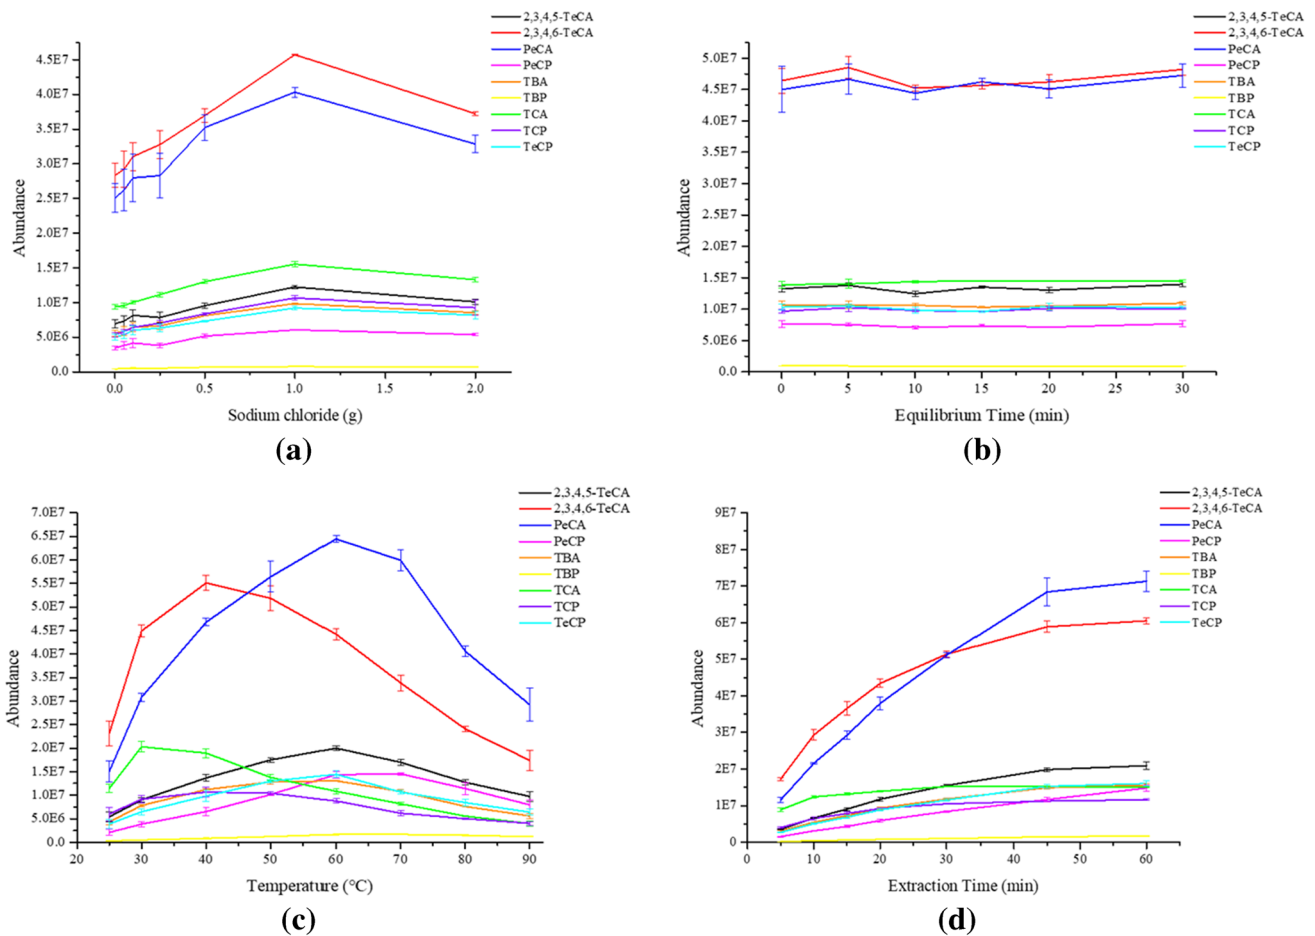 2,3,4,5-TeCA
2,3,4,6-TeCA
PeCA
PeCP
TBA
TBP
TCA
TCP
TeCP
4.5E7
4.0E7
3.5E7
3.0E7
2.5E7
2.0E7
1.5E7
1.0E7
5.0E6
0.0
Abundance
0.0 0.5 1.0 1.5 2.0
Sodium chloride (g)
(a)
2,3,4,5-TeCA
2,3,4,6-TeCA
PeCA
PeCP
TBA
TBP
TCA
TCP
TeCP
5.0E7
4.5E7
4.0E7
3.5E7
3.0E7
2.5E7
2.0E7
1.5E7
1.0E7
5.0E6
0.0
Abundance
0 5 10 15 20 25 30
Equilibrium Time (min)
(b)
2,3,4,5-TeCA
2,3,4,6-TeCA
PeCA
PeCP
TBA
TBP
TCA
TCP
TeCP
7.0E7
6.5E7
6.0E7
5.5E7
5.0E7
4.5E7
4.0E7
3.5E7
3.0E7
2.5E7
2.0E7
1.5E7
1.0E7
5.0E6
0.0
Abundance
20 30 40 50 60 70 80 90
Temperature (°C)
(c)
2,3,4,5-TeCA
2,3,4,6-TeCA
PeCA
PeCP
TBA
TBP
TCA
TCP
TeCP
9E7
8E7
7E7
6E7
5E7
4E7
3E7
2E7
1E7
0
Abundance
0 10 20 30 40 50 60
Extraction Time (min)
(d)